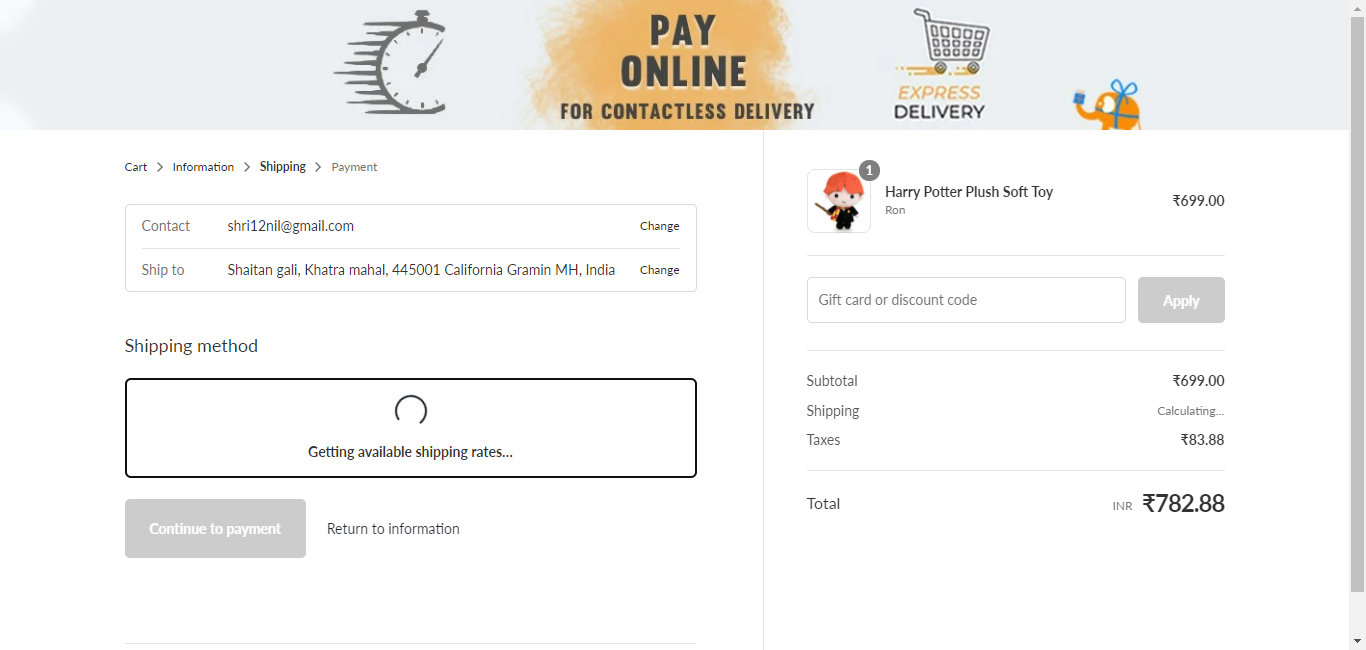 PAY
ONLINE
FOR CONTACTLESS DELIVERY
EXPRESS
DELIVERY
Cart > Information > Shipping > Payment
Contact shri12nil@gmail.com Change
Ship to Shaitan gali, Khatra mahal, 445001 California Gramin MH, India Change
Shipping method
Getting available shipping rates...
Continue to payment Return to information
1
Harry Potter Plush Soft Toy
Ron
₹699.00
Gift card or discount code Apply
Subtotal ₹699.00
Shipping Calculating...
Taxes ₹83.88
Total INR ₹782.88